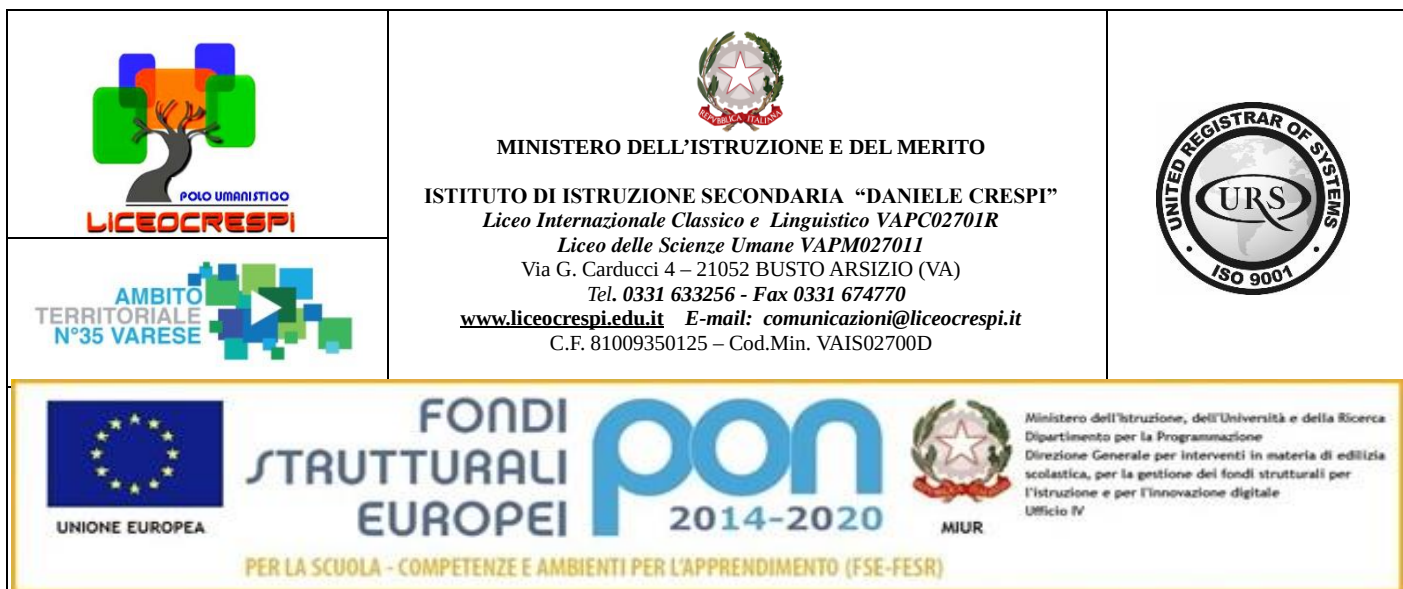 POLO UMANISTICO
LICEOCRESPI
AMBITO
TERRITORIALE
N°35 VARESE
REPVBBLICA ITALIANA
MINISTERO DELL’ISTRUZIONE E DEL MERITO
ISTITUTO DI ISTRUZIONE SECONDARIA “DANIELE CRESPI”
Liceo Internazionale Classico e Linguistico VAPC02701R
Liceo delle Scienze Umane VAPM027011
Via G. Carducci 4 – 21052 BUSTO ARSIZIO (VA)
Tel. 0331 633256 - Fax 0331 674770
www.liceocrespi.edu.it E-mail: comunicazioni@liceocrespi.it
C.F. 81009350125 – Cod.Min. VAIS02700D
UNITED REGISTRAR OF SYSTEMS
URS
ISO 9001
UNIONE EUROPEA
FONDI
STRUTTURALI
EUROPEI
pon
2014-2020
MIUR
Ministero dell'Istruzione, dell'Università e della Ricerca
Dipartimento per la Programmazione
Direzione Generale per interventi in materia di edilizia
scolastica, per la gestione dei fondi strutturali per
l'istruzione e per l'innovazione digitale
Ufficio IV
PER LA SCUOLA - COMPETENZE E AMBIENTI PER L'APPRENDIMENTO (FSE-FESR)